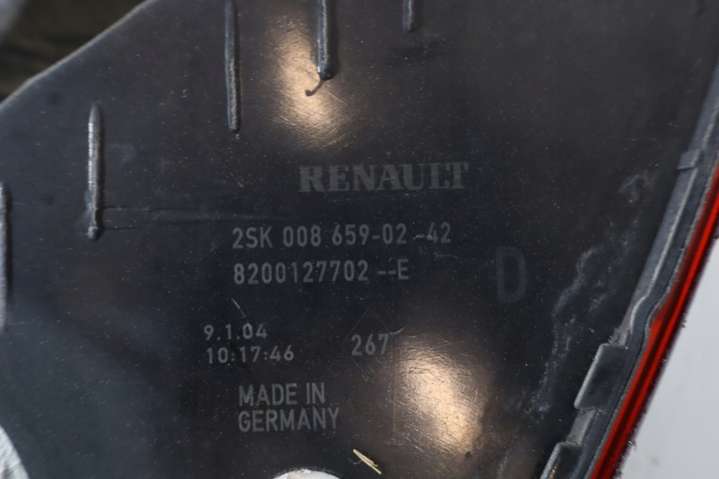 RENAULT
2SK 008 659-02-42
8200127702 --E
D
9.1.04
10:17:46 267
MADE IN
GERMANY